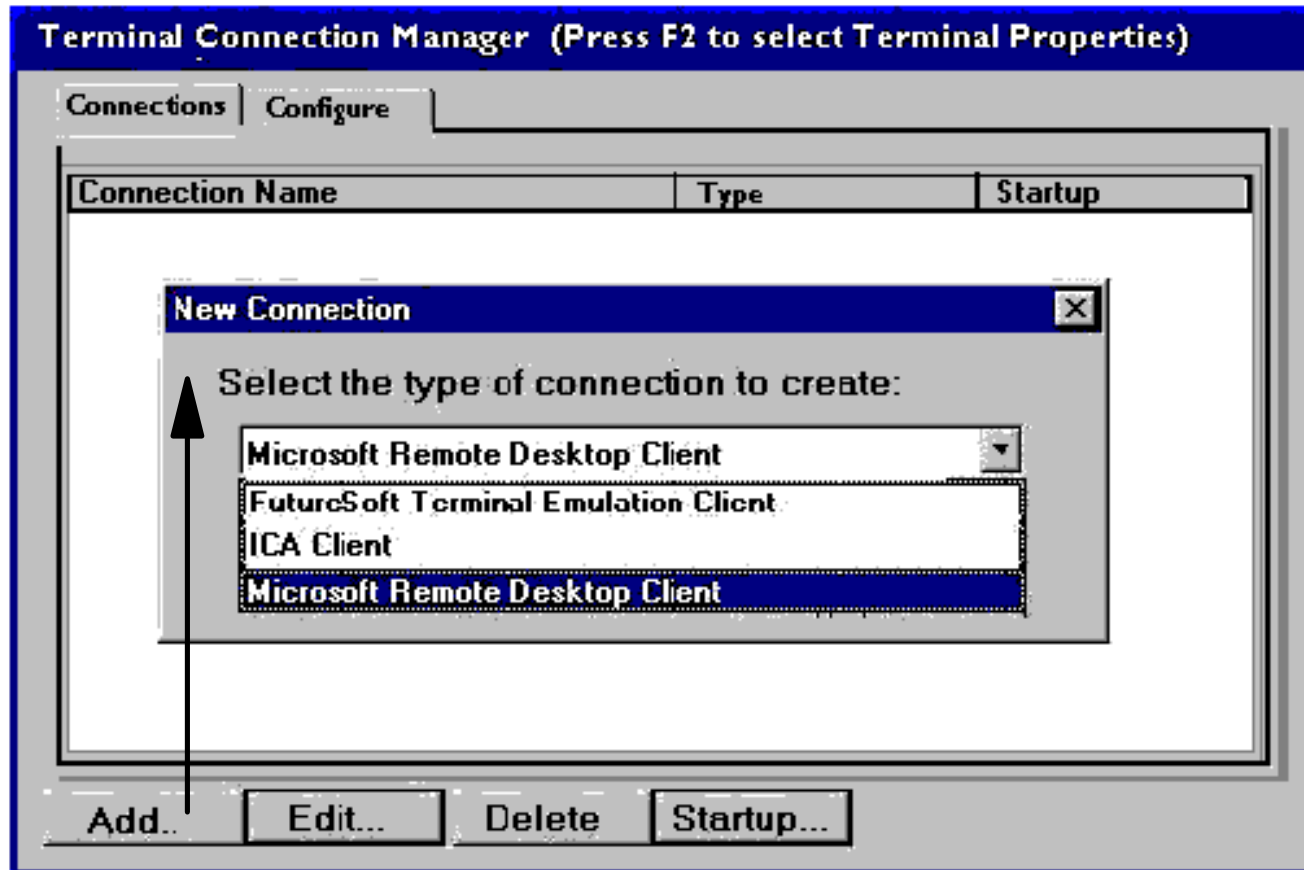 Terminal Connection Manager (Press F2 to select Terminal Properties)
Connections Configure
Connection Name Type Startup
New Connection
Select the type of connection to create:
Microsoft Remote Desktop Client
FutureSoft Terminal Emulation Client
ICA Client
Microsoft Remote Desktop Client
Add.. Edit... Delete Startup...